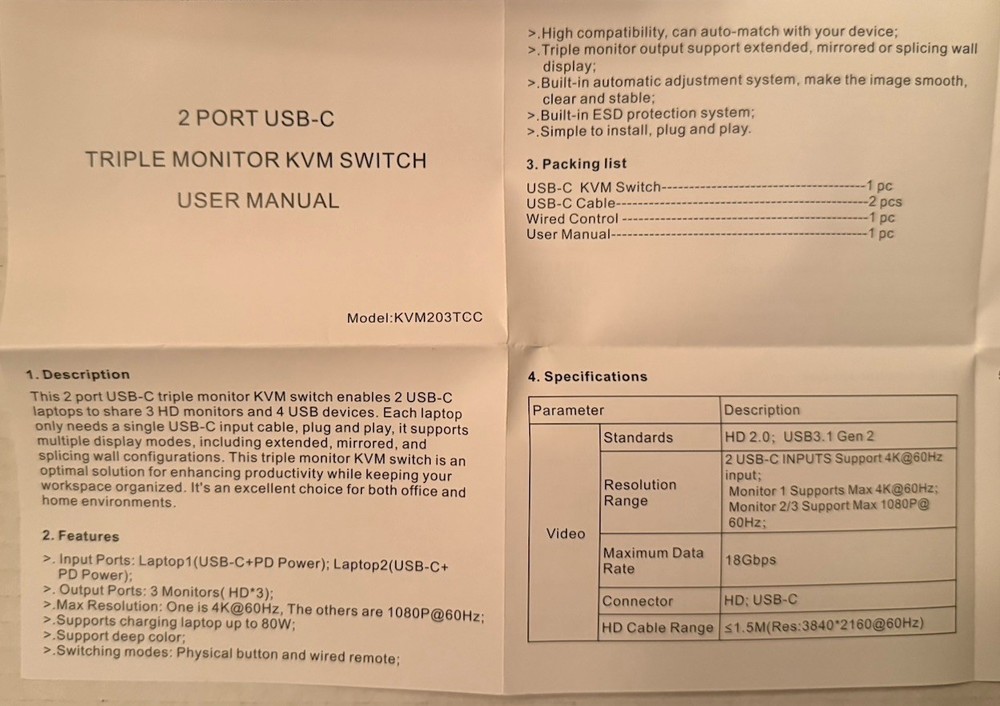 2 PORT USB-C
TRIPLE MONITOR KVM SWITCH
USER MANUAL
Model:KVM203TCC
1. Description
This 2 port USB-C triple monitor KVM switch enables 2 USB-C
laptops to share 3 HD monitors and 4 USB devices. Each laptop
only needs a single USB-C input cable, plug and play, it supports
multiple display modes, including extended, mirrored, and
splicing wall configurations. This triple monitor KVM switch is an
optimal solution for enhancing productivity while keeping your
workspace organized. It's an excellent choice for both office and
home environments.
2. Features
>. Input Ports: Laptop1(USB-C+PD Power); Laptop2(USB-C+
PD Power);
>. Output Ports: 3 Monitors( HD*3);
>.Max Resolution: One is 4K@60Hz, The others are 1080P@60Hz;
>.Supports charging laptop up to 80W;
>.Support deep color;
>.Switching modes: Physical button and wired remote;
>.High compatibility, can auto-match with your device;
>.Triple monitor output support extended, mirrored or splicing wall
display;
>.Built-in automatic adjustment system, make the image smooth,
clear and stable;
>.Built-in ESD protection system;
>.Simple to install, plug and play.
3. Packing list
USB-C KVM Switch------------------------------1 pc
USB-C Cable-------------------------------------2 pcs
Wired Control ------------------------------------1 pc
User Manual--------------------------------------1 pc
4. Specifications
Parameter Description
Video
Standards HD 2.0; USB3.1 Gen 2
Resolution
Range
2 USB-C INPUTS Support 4K@60Hz
input;
Monitor 1 Supports Max 4K@60Hz;
Monitor 2/3 Support Max 1080P@
60Hz;
Maximum Data
Rate
18Gbps
Connector HD; USB-C
HD Cable Range ≤1.5M(Res:3840*2160@60Hz)